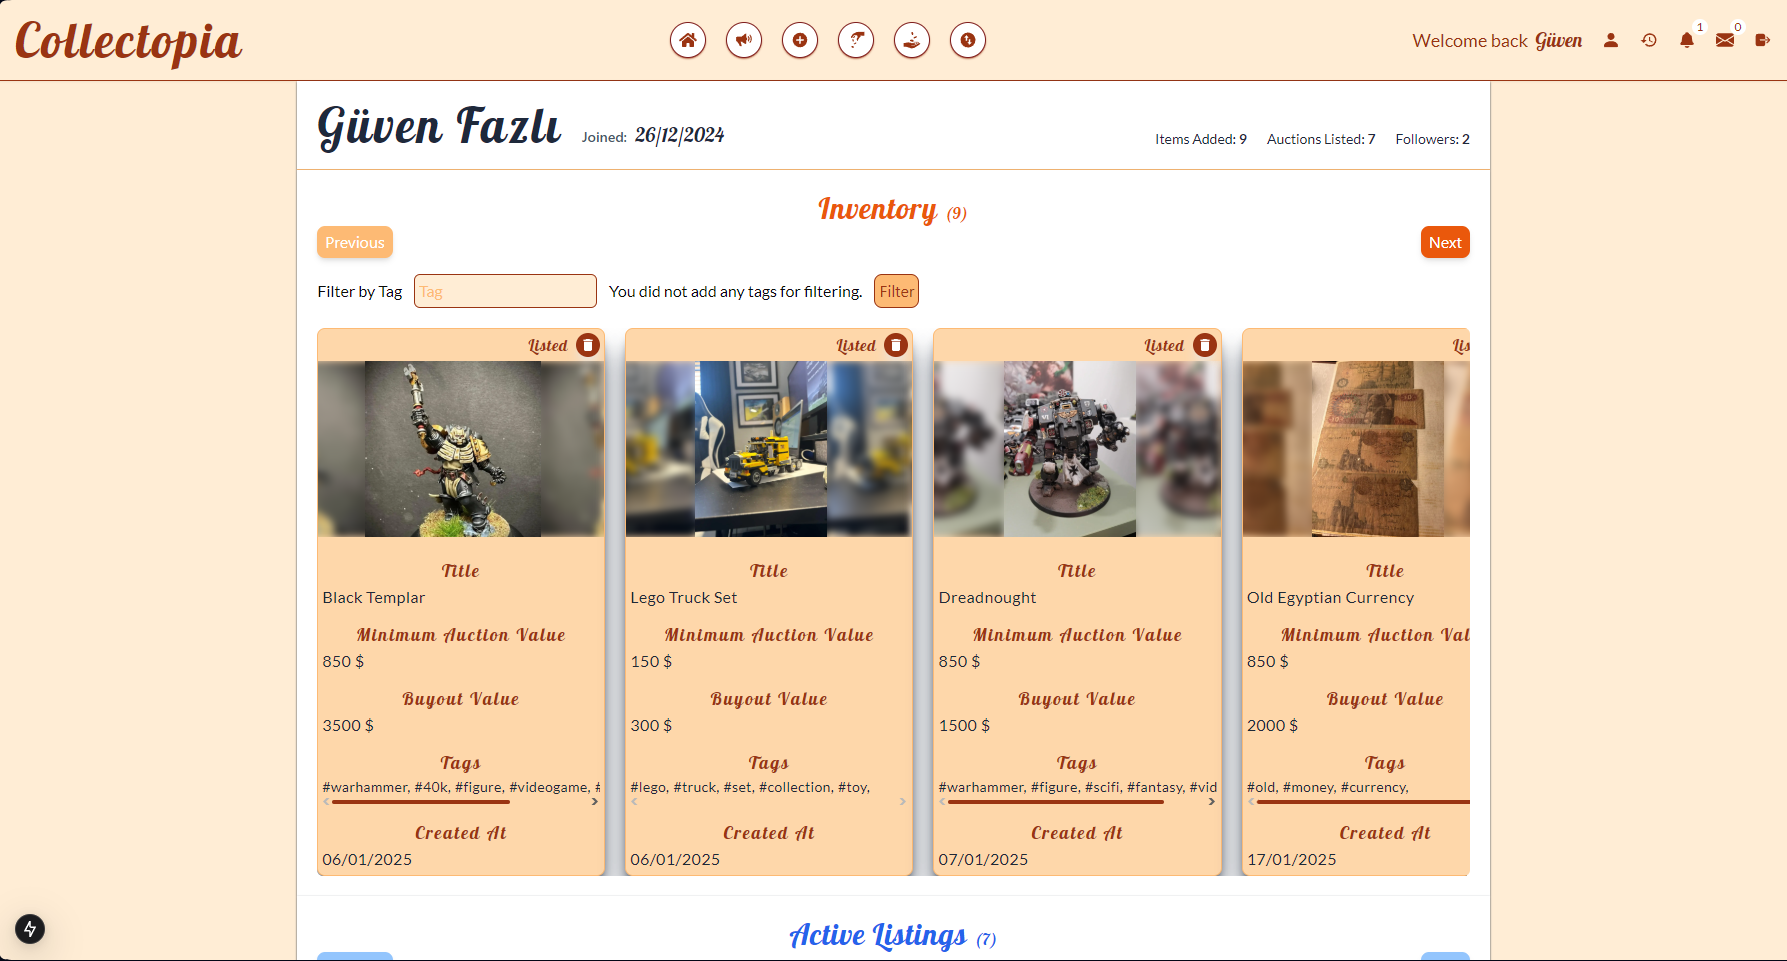 Collectopia
Welcome back Güven
1
0
Güven Fazlı
Joined: 26/12/2024
Items Added: 9
Auctions Listed: 7
Followers: 2
Inventory (9)
Previous
Next
Filter by Tag
Tag
You did not add any tags for filtering.
Filter
Listed
Title
Black Templar
Minimum Auction Value
850 $
Buyout Value
3500 $
Tags
#warhammer, #40k, #figure, #videogame, #
Created At
06/01/2025
Listed
Title
Lego Truck Set
Minimum Auction Value
150 $
Buyout Value
300 $
Tags
#lego, #truck, #set, #collection, #toy,
Created At
06/01/2025
Listed
Title
Dreadnought
Minimum Auction Value
850 $
Buyout Value
1500 $
Tags
#warhammer, #figure, #scifi, #fantasy, #vid
Created At
07/01/2025
Lis
Title
Old Egyptian Currency
Minimum Auction Val
850 $
Buyout Value
2000 $
Tags
#old, #money, #currency,
Created At
17/01/2025
Active Listings (7)